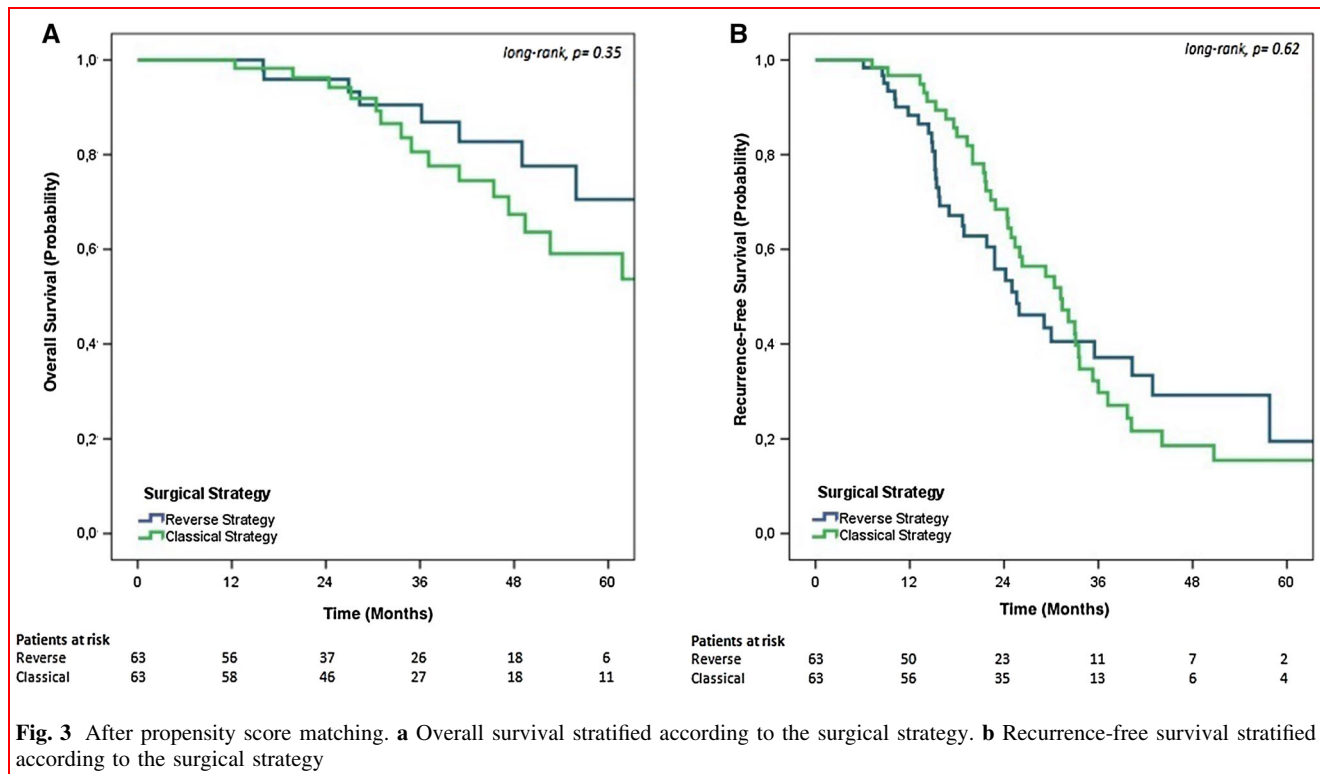 A
long-rank, p= 0.35
Overall Survival (Probability)
1,0
0,8
0,6
0,4
0,2
0,0
Surgical Strategy
Reverse Strategy
Classical Strategy
0 12 24 36 48 60
Time (Months)
Patients at risk
Reverse 63 56 37 26 18 6
Classical 63 58 46 27 18 11
B
long-rank, p= 0.62
Recurrence-Free Survival (Probability)
1,0
0,8
0,6
0,4
0,2
0,0
Surgical Strategy
Reverse Strategy
Classical Strategy
0 12 24 36 48 60
Time (Months)
Patients at risk
Reverse 63 50 23 11 7 2
Classical 63 56 35 13 6 4
Fig. 3 After propensity score matching. a Overall survival stratified according to the surgical strategy. b Recurrence-free survival stratified
according to the surgical strategy